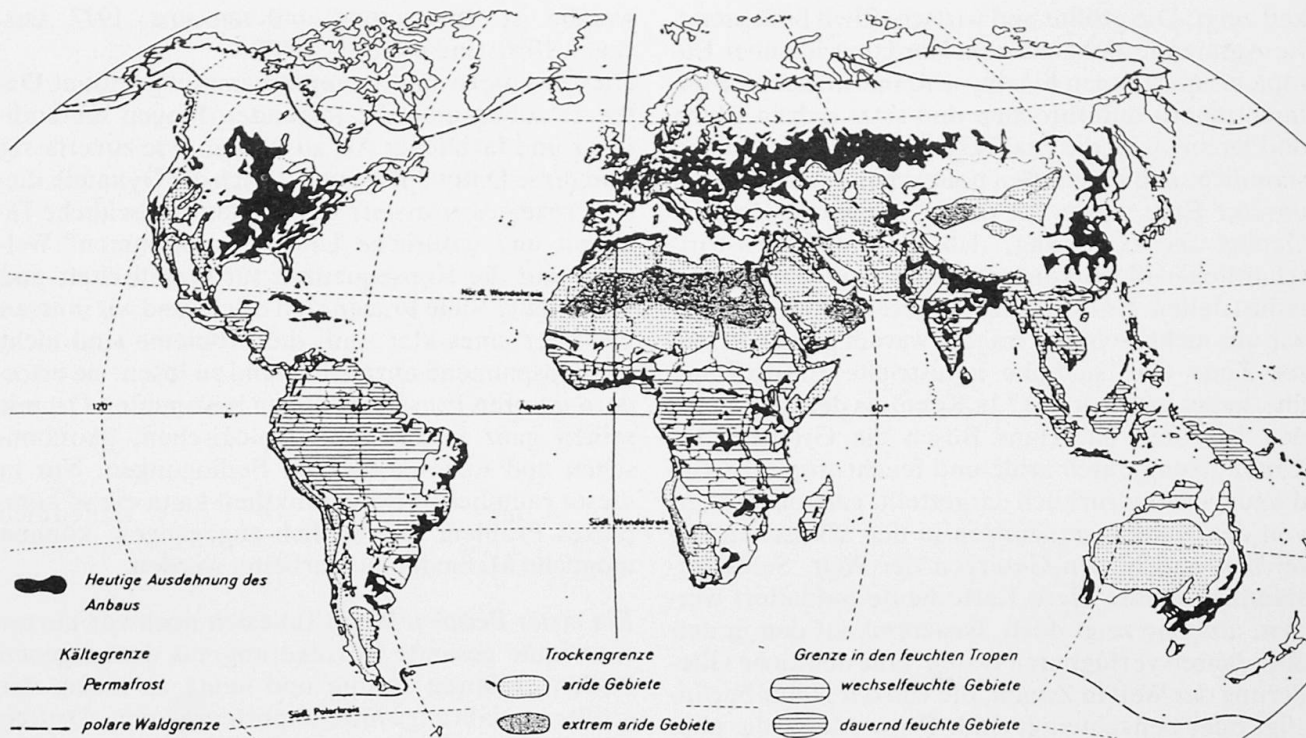 Nördl. Wendekreis
120°
60°
Äquator
60°
Südl. Wendekreis
Heutige Ausdehnung des
Anbaus
Kältegrenze
Trockengrenze
Grenze in den feuchten Tropen
Permafrost
aride Gebiete
wechselfeuchte Gebiete
polare Waldgrenze
extrem aride Gebiete
dauernd feuchte Gebiete
Südl. Polarkreis